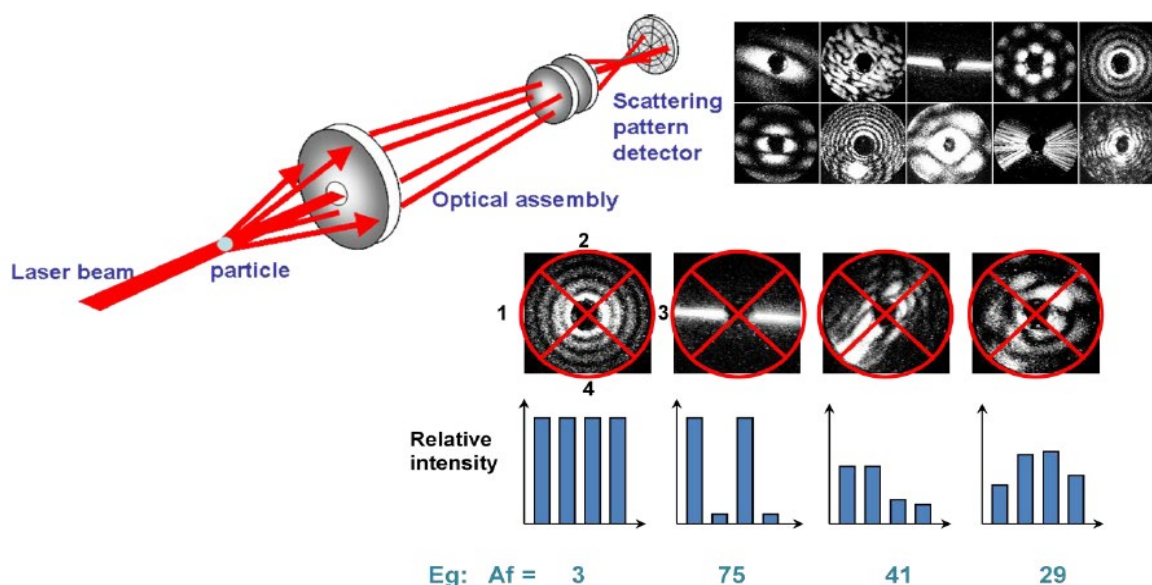 Laser beam
particle
Optical assembly
Scattering
pattern
detector
2
1
3
4
Relative
intensity
Eg: Af = 3 75 41 29